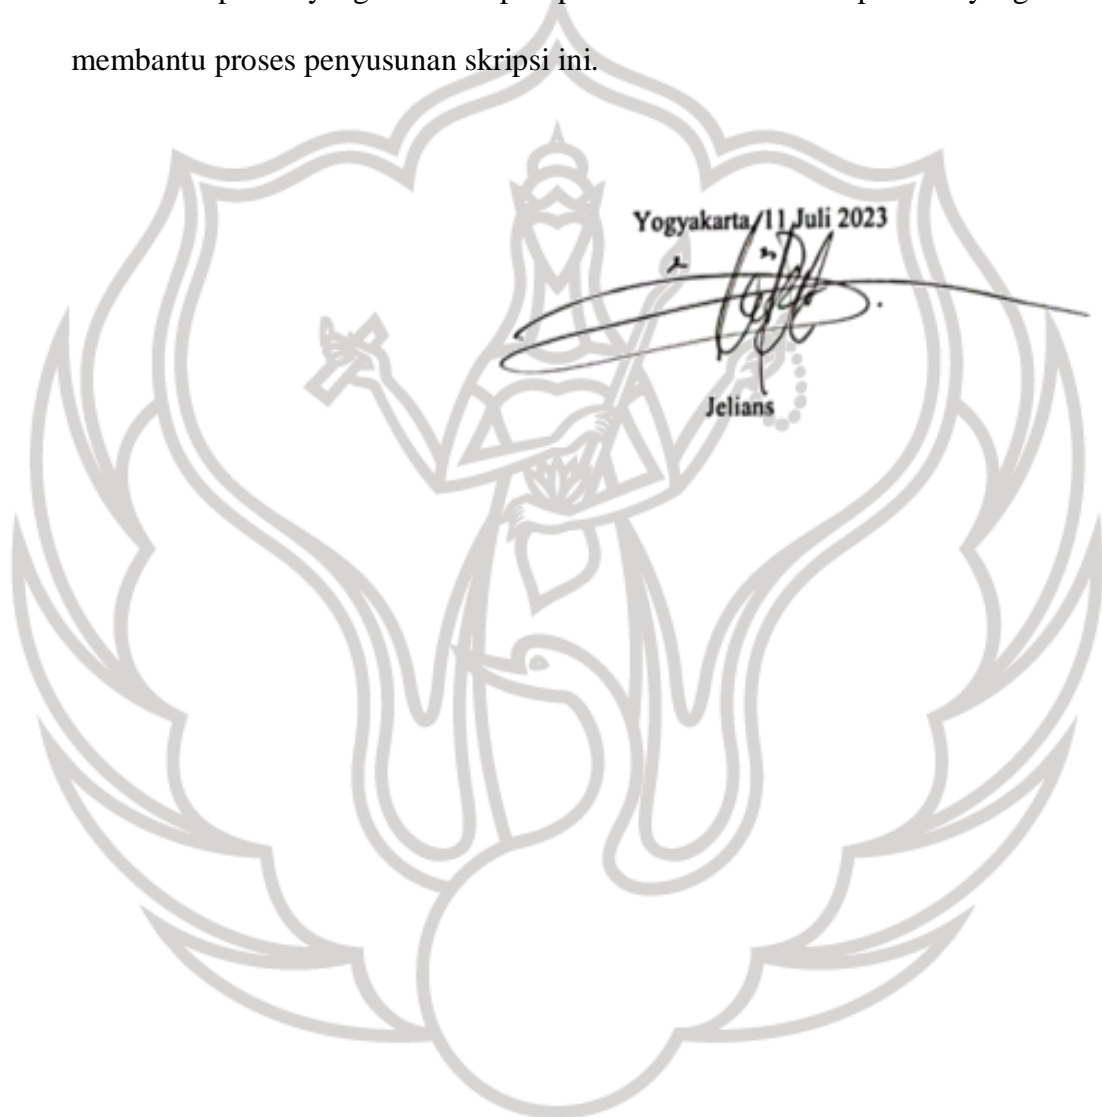 membantu proses penyusunan skripsi ini.
Yogyakarta, 11 Juli 2023
Jelians